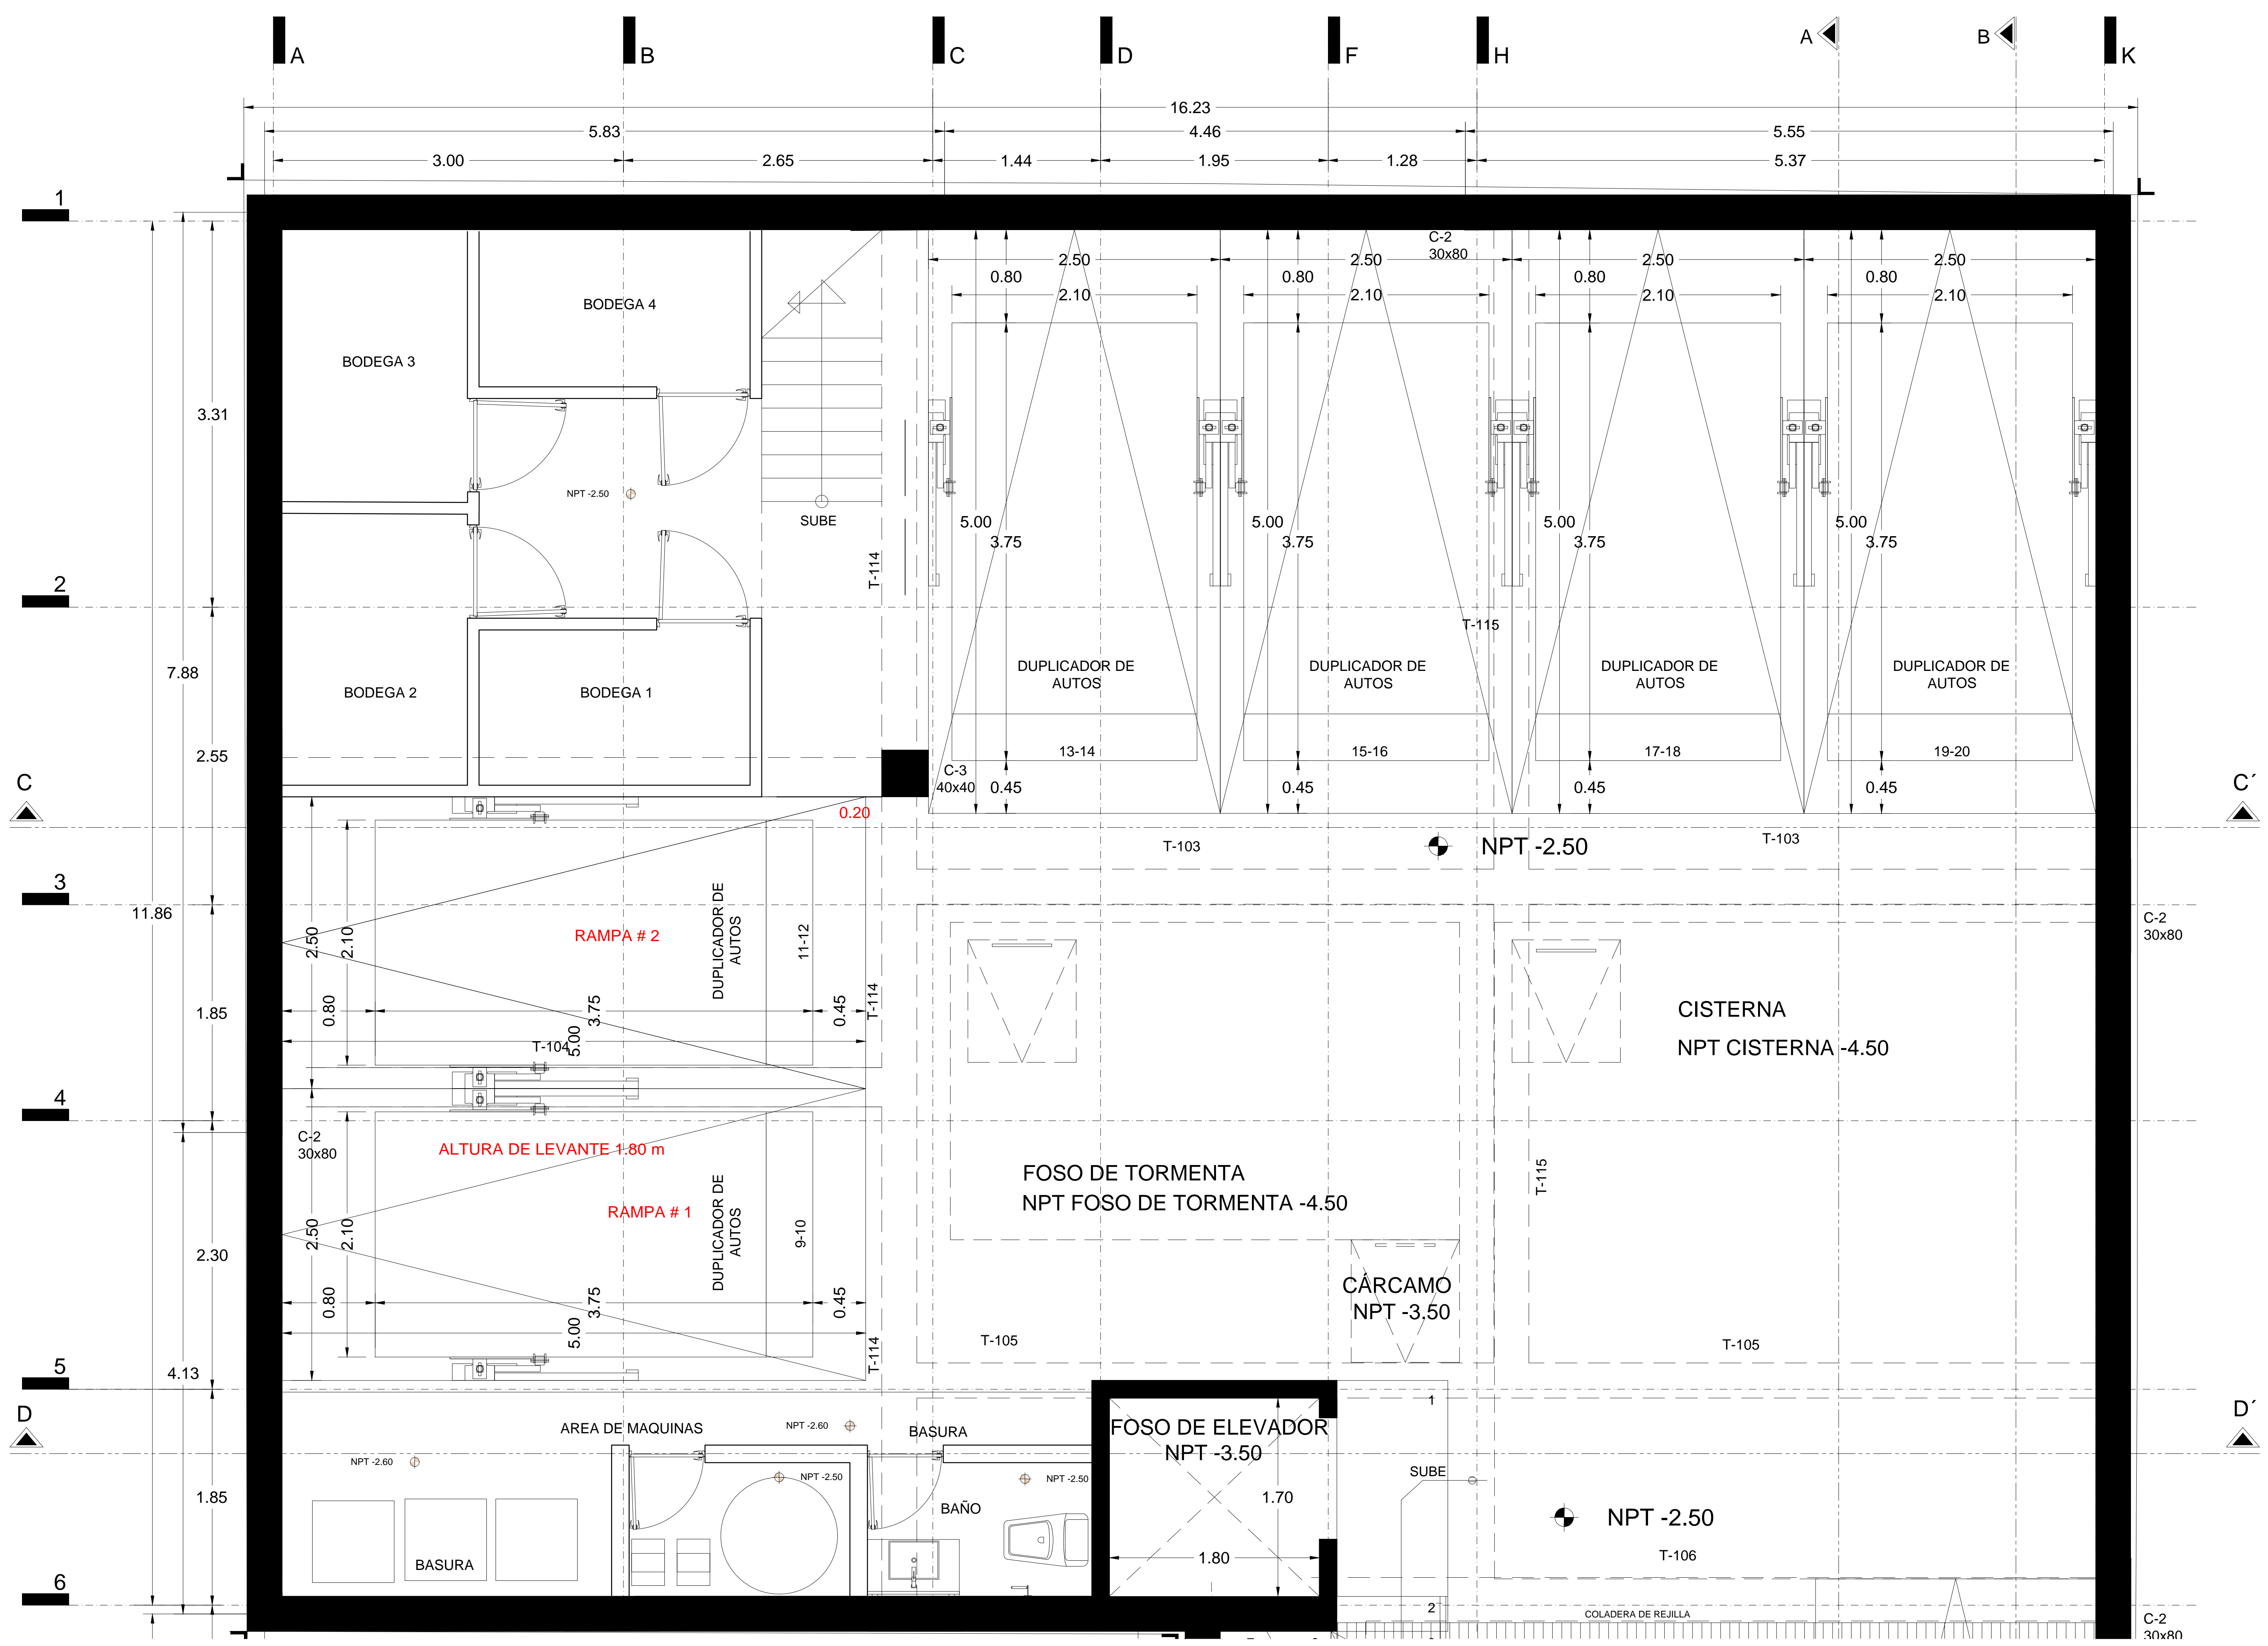 A B C D F H A B K
16.23
5.83 4.46 5.55
3.00 2.65 1.44 1.95 1.28 5.37
1
C-2
30x80
2.50 2.50 2.50 2.50
0.80 0.80 0.80 0.80
2.10 2.10 2.10 2.10
BODEGA 4
BODEGA 3
3.31
NPT -2.50
SUBE
5.00 5.00 5.00 5.00
3.75 3.75 3.75 3.75
T-114
2
T-115
7.88
DUPLICADOR DE
AUTOS
DUPLICADOR DE
AUTOS
DUPLICADOR DE
AUTOS
DUPLICADOR DE
AUTOS
BODEGA 2
BODEGA 1
2.55
13-14 15-16 17-18 19-20
C-3
40x40
0.45 0.45 0.45 0.45
C C´
0.20
T-103
NPT -2.50
T-103
3
11.86
2.50
2.10
RAMPA # 2
DUPLICADOR DE
AUTOS
11-12
C-2
30x80
1.85
0.80
3.75
0.45
T-114
5.00
T-104
CISTERNA
NPT CISTERNA -4.50
4
C-2
30x80
ALTURA DE LEVANTE 1.80 m
FOSO DE TORMENTA
NPT FOSO DE TORMENTA -4.50
T-115
2.50
2.10
RAMPA # 1
DUPLICADOR DE
AUTOS
9-10
2.30
0.80
3.75
0.45
5.00
CÁRCAMO
NPT -3.50
T-114
T-105
T-105
5
4.13
D D´
AREA DE MAQUINAS
NPT -2.60
BASURA
FOSO DE ELEVADOR
NPT -3.50
1
NPT -2.60
NPT -2.50
NPT -2.50
SUBE
1.85
1.70
BAÑO
NPT -2.50
BASURA
1.80
T-106
6
2
COLADERA DE REJILLA
C-2
30x80